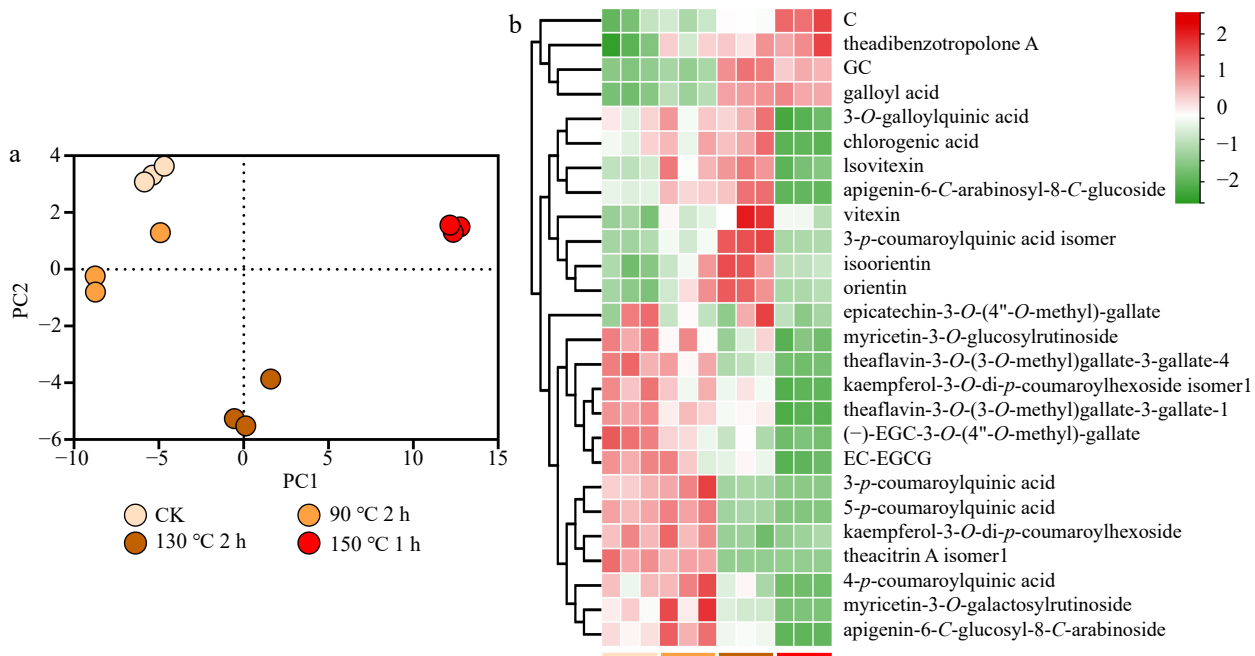 a
4
2
0
−2
−4
−6
PC2
−10
−5
0
5
10
15
PC1
CK
90 ℃ 2 h
130 ℃ 2 h
150 ℃ 1 h
b
C
theadibenzotropolone A
GC
galloyl acid
3-O-galloylquinic acid
chlorogenic acid
lsovitexin
apigenin-6-C-arabinosyl-8-C-glucoside
vitexin
3-p-coumaroylquinic acid isomer
isoorientin
orientin
epicatechin-3-O-(4"-O-methyl)-gallate
myricetin-3-O-glucosylrutinoside
theaflavin-3-O-(3-O-methyl)gallate-3-gallate-4
kaempferol-3-O-di-p-coumaroylhexoside isomer1
theaflavin-3-O-(3-O-methyl)gallate-3-gallate-1
(−)-EGC-3-O-(4"-O-methyl)-gallate
EC-EGCG
3-p-coumaroylquinic acid
5-p-coumaroylquinic acid
kaempferol-3-O-di-p-coumaroylhexoside
theacitrin A isomer1
4-p-coumaroylquinic acid
myricetin-3-O-galactosylrutinoside
apigenin-6-C-glucosyl-8-C-arabinoside
2
1
0
−1
−2